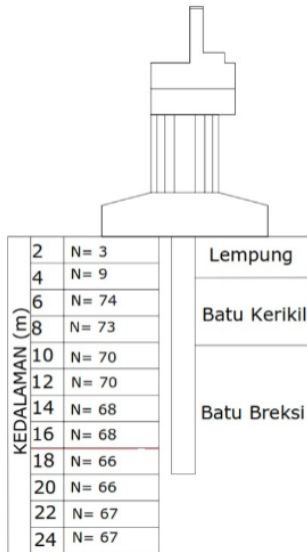 KEDALAMAN (m)
2 N= 3
4 N= 9
6 N= 74
8 N= 73
10 N= 70
12 N= 70
14 N= 68
16 N= 68
18 N= 66
20 N= 66
22 N= 67
24 N= 67
Lempung
Batu Kerikil
Batu Breksi